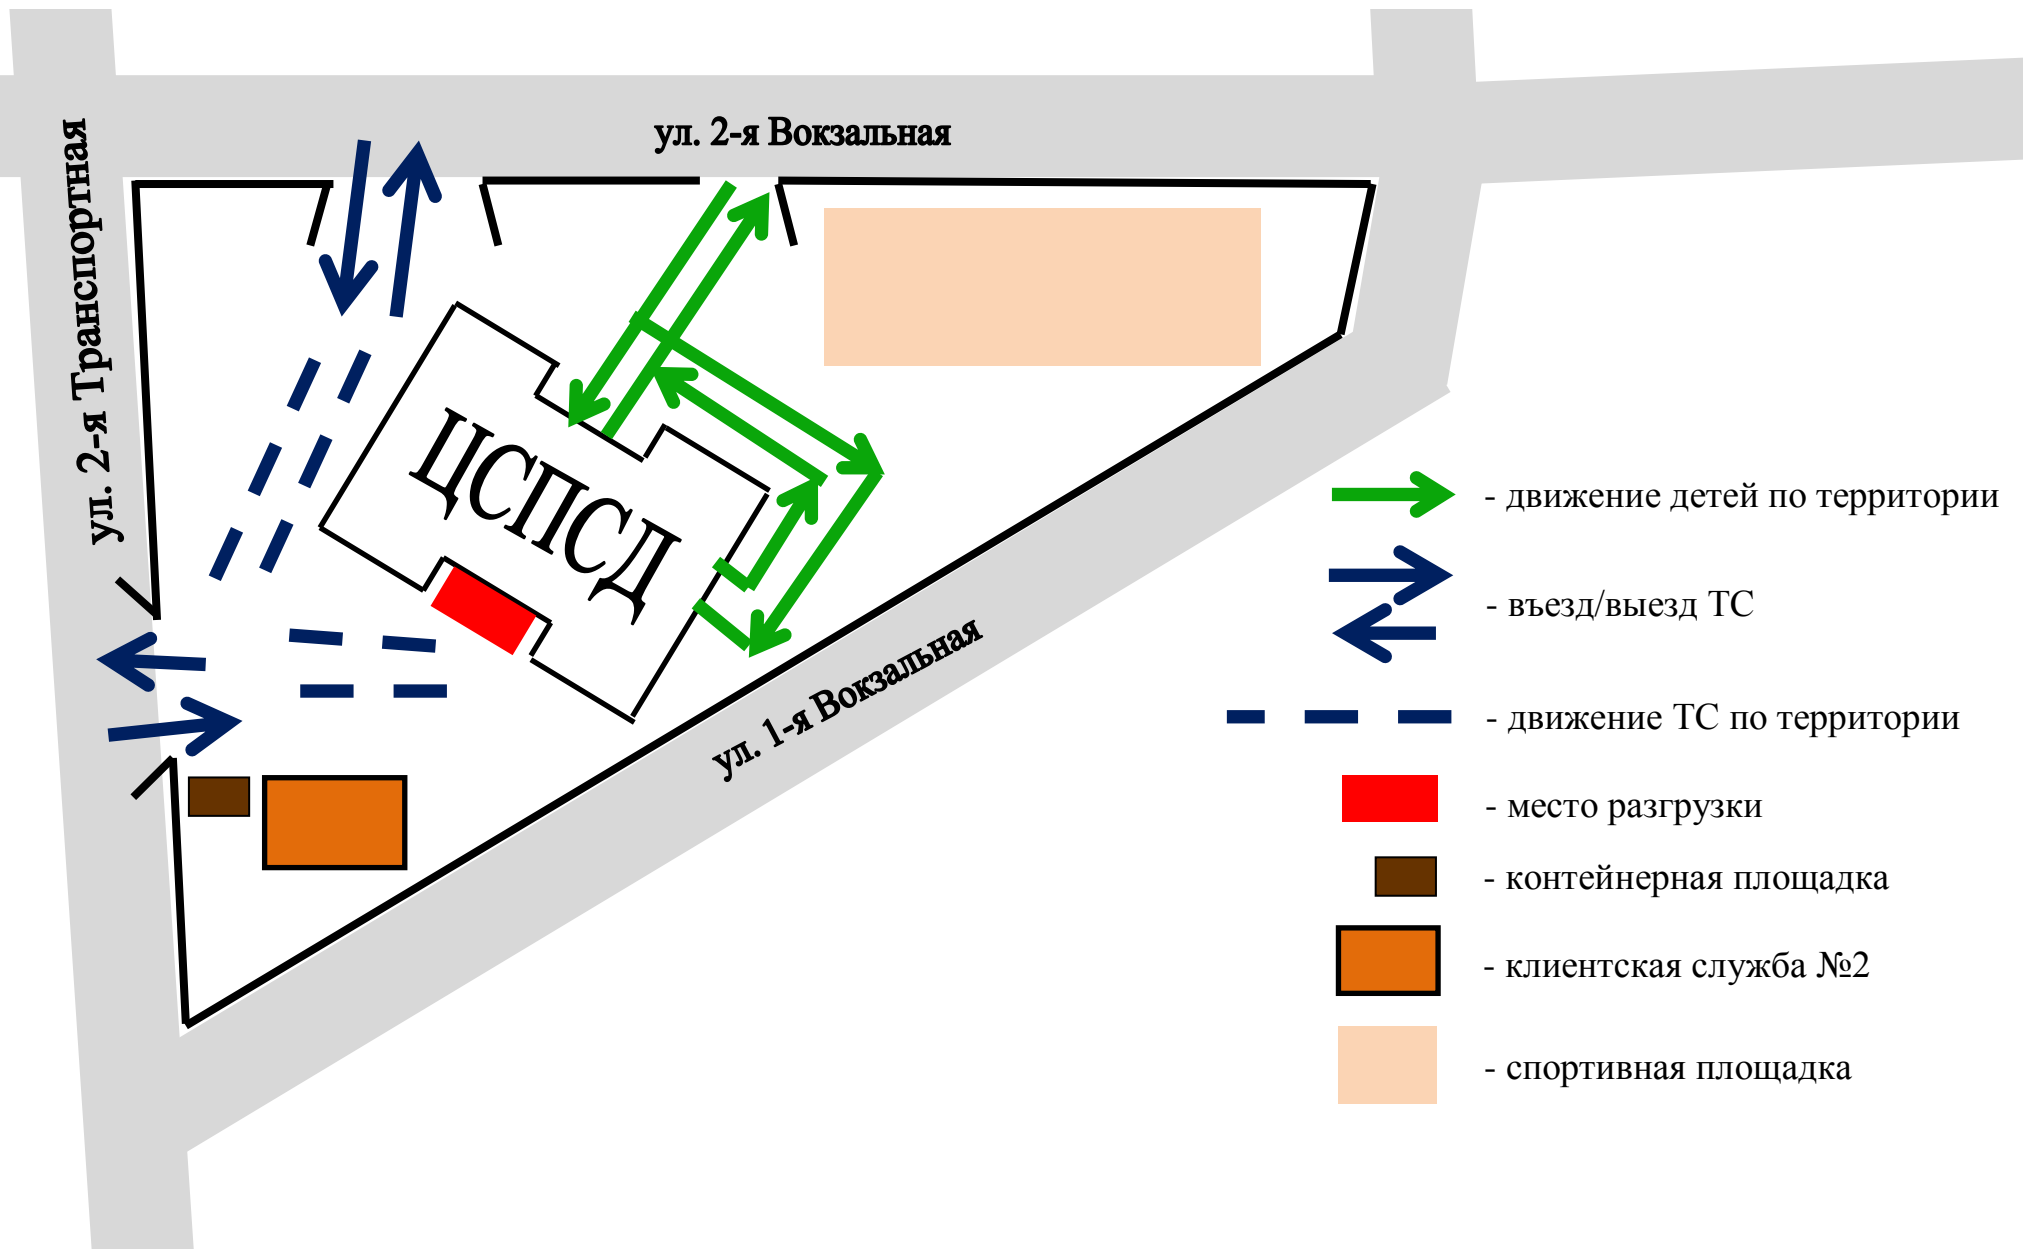 ул. 2-я Вокзальная
ул. 2-я Транспортная
ЦСПСД
ул. 1-я Вокзальная
- движение детей по территории
- въезд/выезд ТС
- движение ТС по территории
- место разгрузки
- контейнерная площадка
- клиентская служба №2
- спортивная площадка